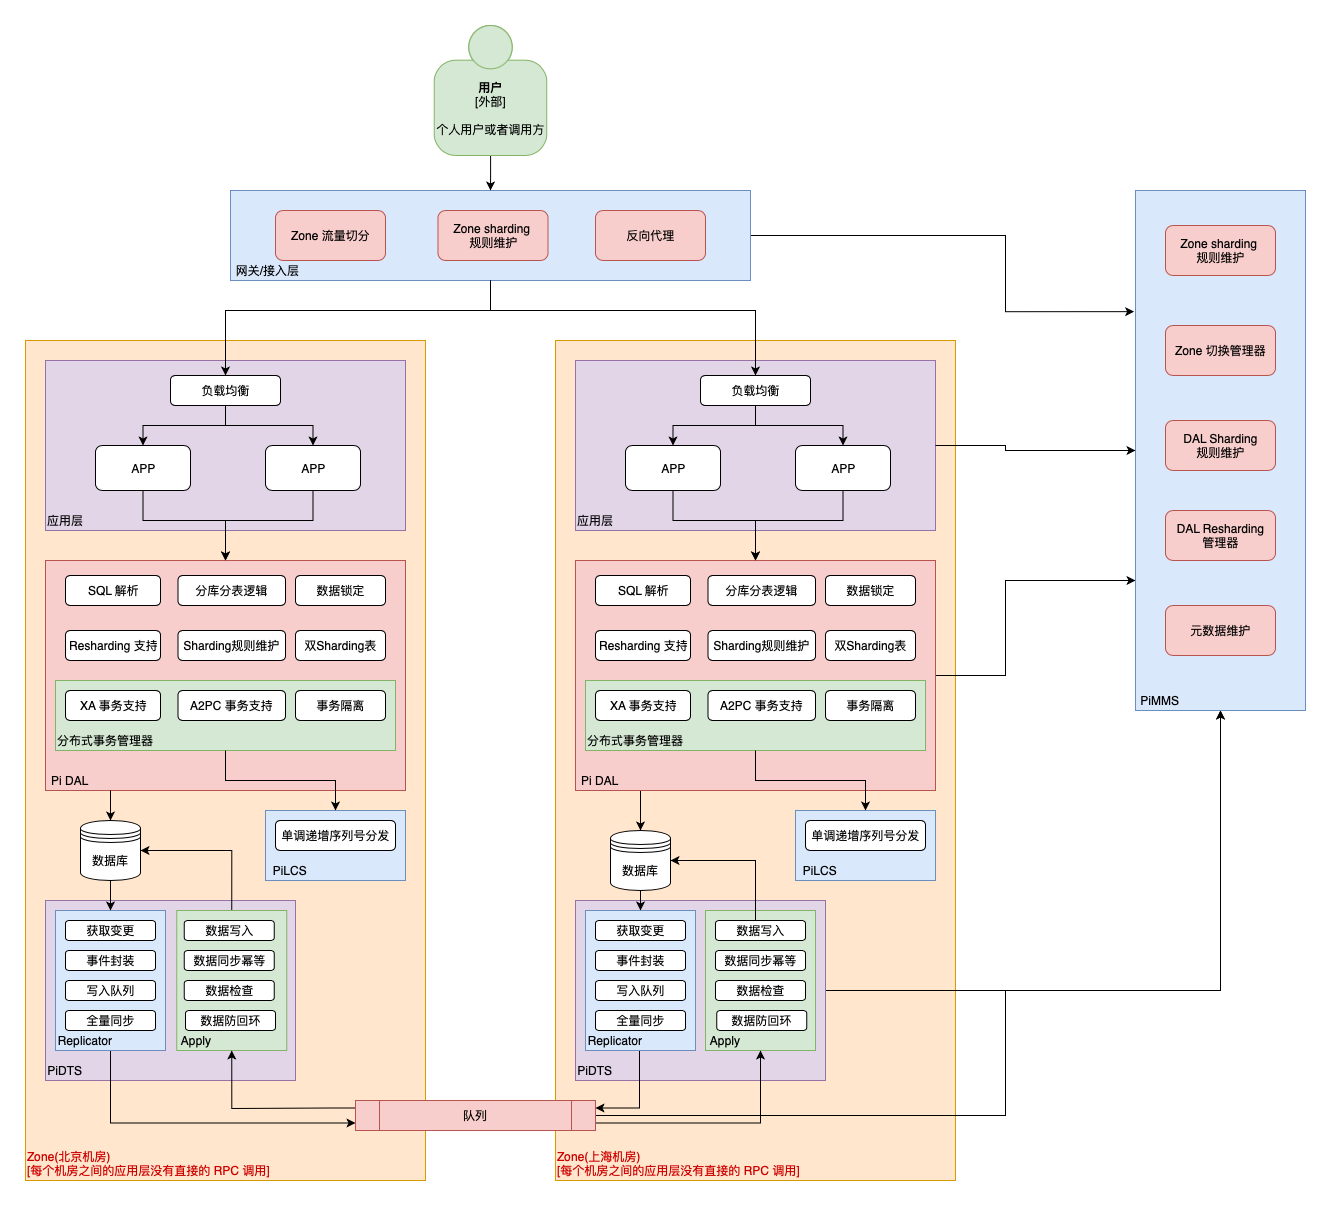 用户
[外部]
个人用户或者调用方
Zone 流量切分
Zone sharding
规则维护
反向代理
网关/接入层
负载均衡
APP
APP
应用层
SQL 解析
分库分表逻辑
数据锁定
Resharding 支持
Sharding规则维护
双Sharding表
XA 事务支持
A2PC 事务支持
事务隔离
分布式事务管理器
Pi DAL
数据库
单调递增序列号分发
PiLCS
获取变更
事件封装
写入队列
全量同步
Replicator
数据写入
数据同步幂等
数据检查
数据防回环
Apply
PiDTS
Zone(北京机房)
[每个机房之间的应用层没有直接的 RPC 调用]
负载均衡
APP
APP
应用层
SQL 解析
分库分表逻辑
数据锁定
Resharding 支持
Sharding规则维护
双Sharding表
XA 事务支持
A2PC 事务支持
事务隔离
分布式事务管理器
Pi DAL
数据库
单调递增序列号分发
PiLCS
获取变更
事件封装
写入队列
全量同步
Replicator
数据写入
数据同步幂等
数据检查
数据防回环
Apply
PiDTS
队列
Zone(上海机房)
[每个机房之间的应用层没有直接的 RPC 调用]
Zone sharding
规则维护
Zone 切换管理器
DAL Sharding
规则维护
DAL Resharding
管理器
元数据维护
PiMMS